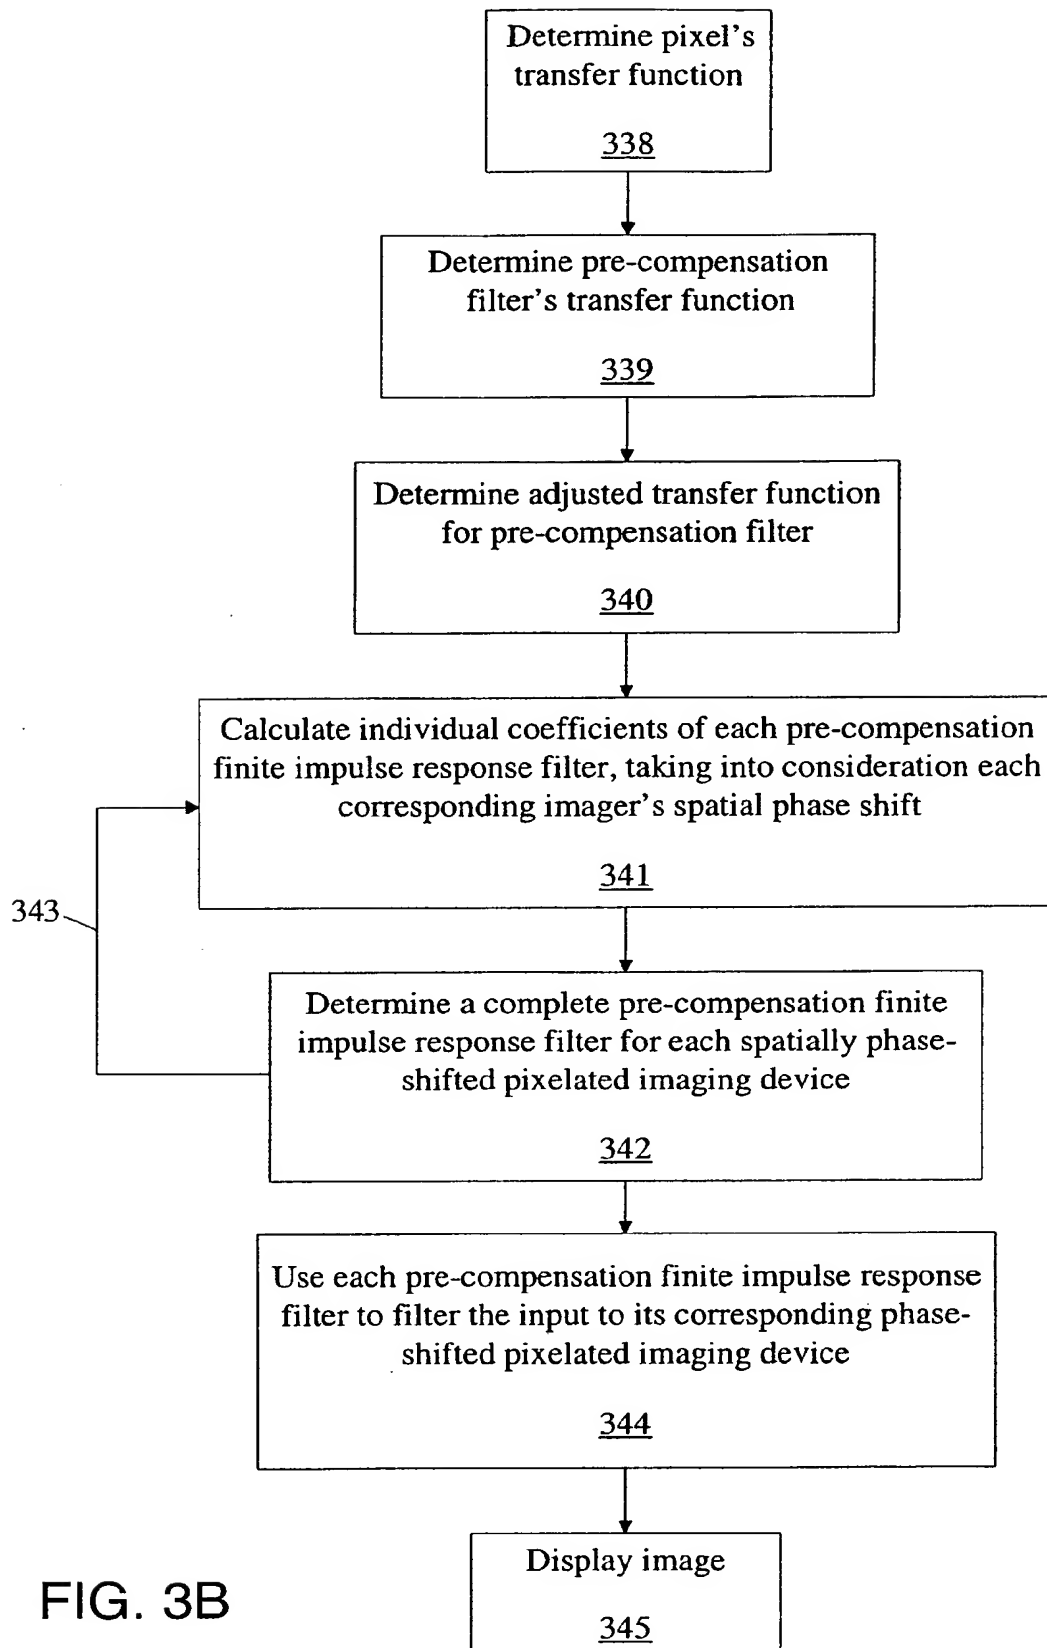 Determine pixel's
transfer function
338
Determine pre-compensation
filter's transfer function
339
Determine adjusted transfer function
for pre-compensation filter
340
Calculate individual coefficients of each pre-compensation
finite impulse response filter, taking into consideration each
corresponding imager's spatial phase shift
341
343
Determine a complete pre-compensation finite
impulse response filter for each spatially phase-
shifted pixelated imaging device
342
Use each pre-compensation finite impulse response
filter to filter the input to its corresponding phase-
shifted pixelated imaging device
344
Display image
345
FIG. 3B